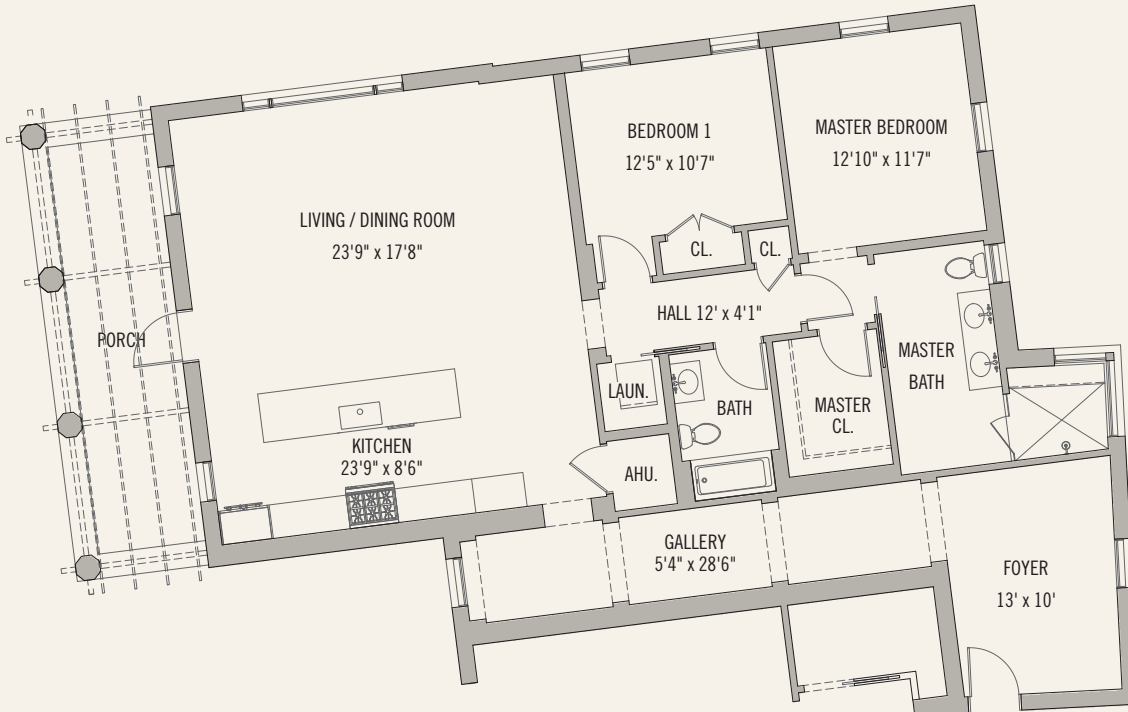 BEDROOM 1
12'5" x 10'7"
MASTER BEDROOM
12'10" x 11'7"
LIVING / DINING ROOM
23'9" x 17'8"
CL.
CL.
HALL 12' x 4'1"
PORCH
MASTER
BATH
LAUN.
BATH
MASTER
CL.
KITCHEN
23'9" x 8'6"
AHU.
GALLERY
5'4" x 28'6"
FOYER
13' x 10'